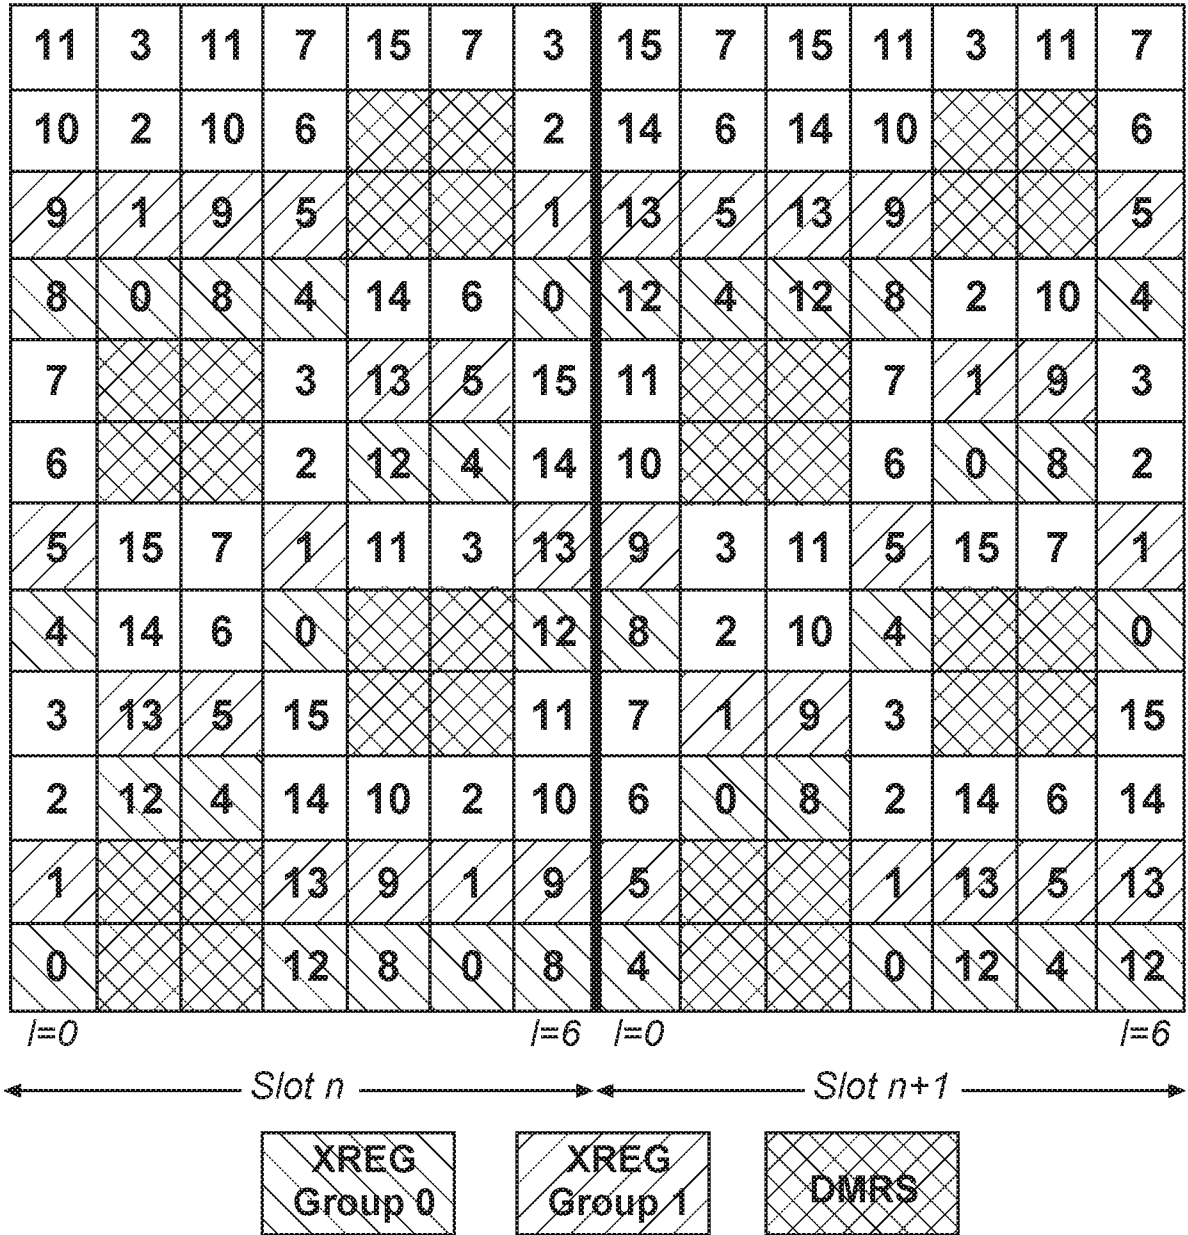 11 3 11 7 15 7 3 15 7 15 11 3 11 7
10 2 10 6 2 14 6 14 10 6
9 1 9 5 1 13 5 13 9 5
8 0 8 4 14 6 0 12 4 12 8 2 10 4
7 3 13 5 15 11 7 1 9 3
6 2 12 4 14 10 6 0 8 2
5 15 7 1 11 3 13 9 3 11 5 15 7 1
4 14 6 0 12 8 2 10 4 0
3 13 5 15 11 7 1 9 3 15
2 12 4 14 10 2 10 6 0 8 2 14 6 14
1 13 9 1 9 5 1 13 5 13
0 12 8 0 8 4 0 12 4 12
l=0 l=6 l=0 l=6
Slot n Slot n+1
XREG
Group 0
XREG
Group 1
DMRS